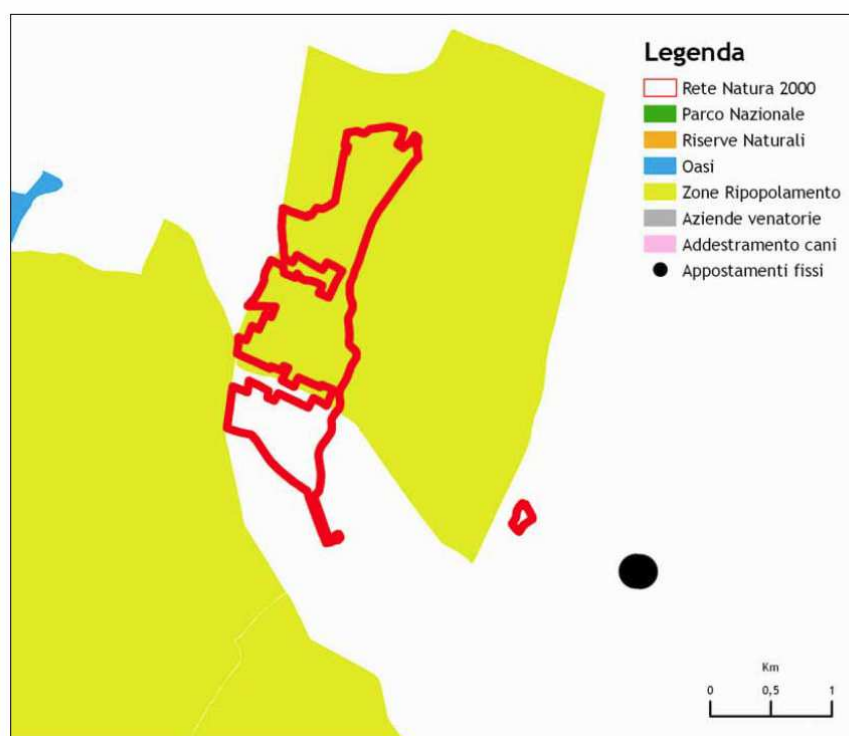 Legenda
Rete Natura 2000
Parco Nazionale
Riserve Naturali
Oasi
Zone Ripopolamento
Aziende venatorie
Addestramento cani
Appostamenti fissi
Km
0 0,5 1